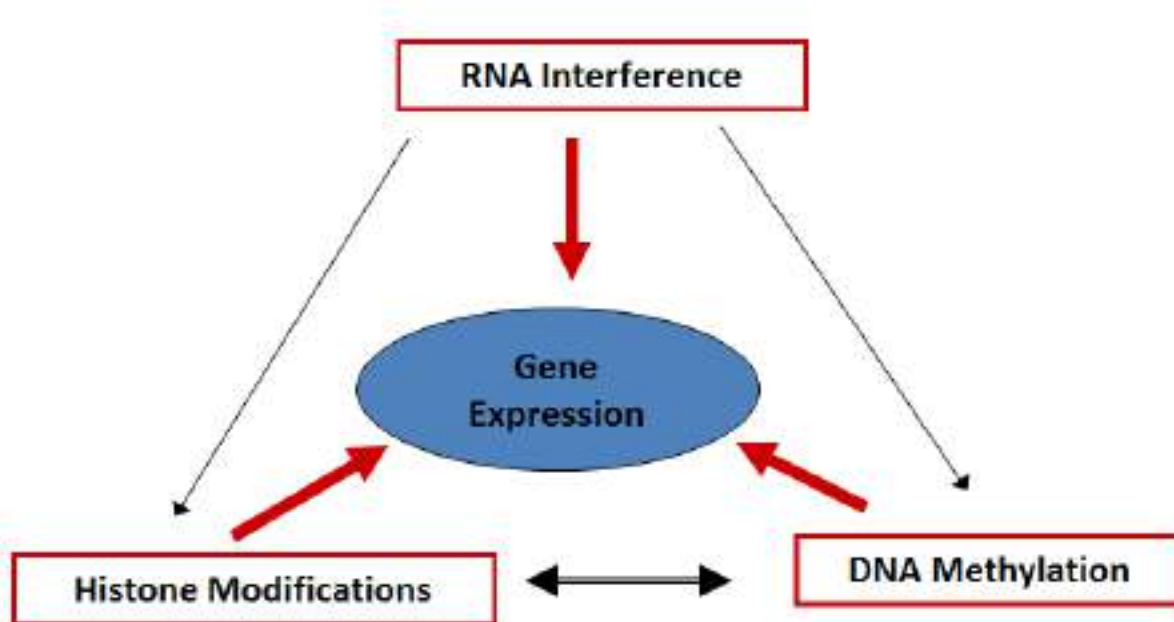 RNA Interference
Gene
Expression
Histone Modifications
DNA Methylation